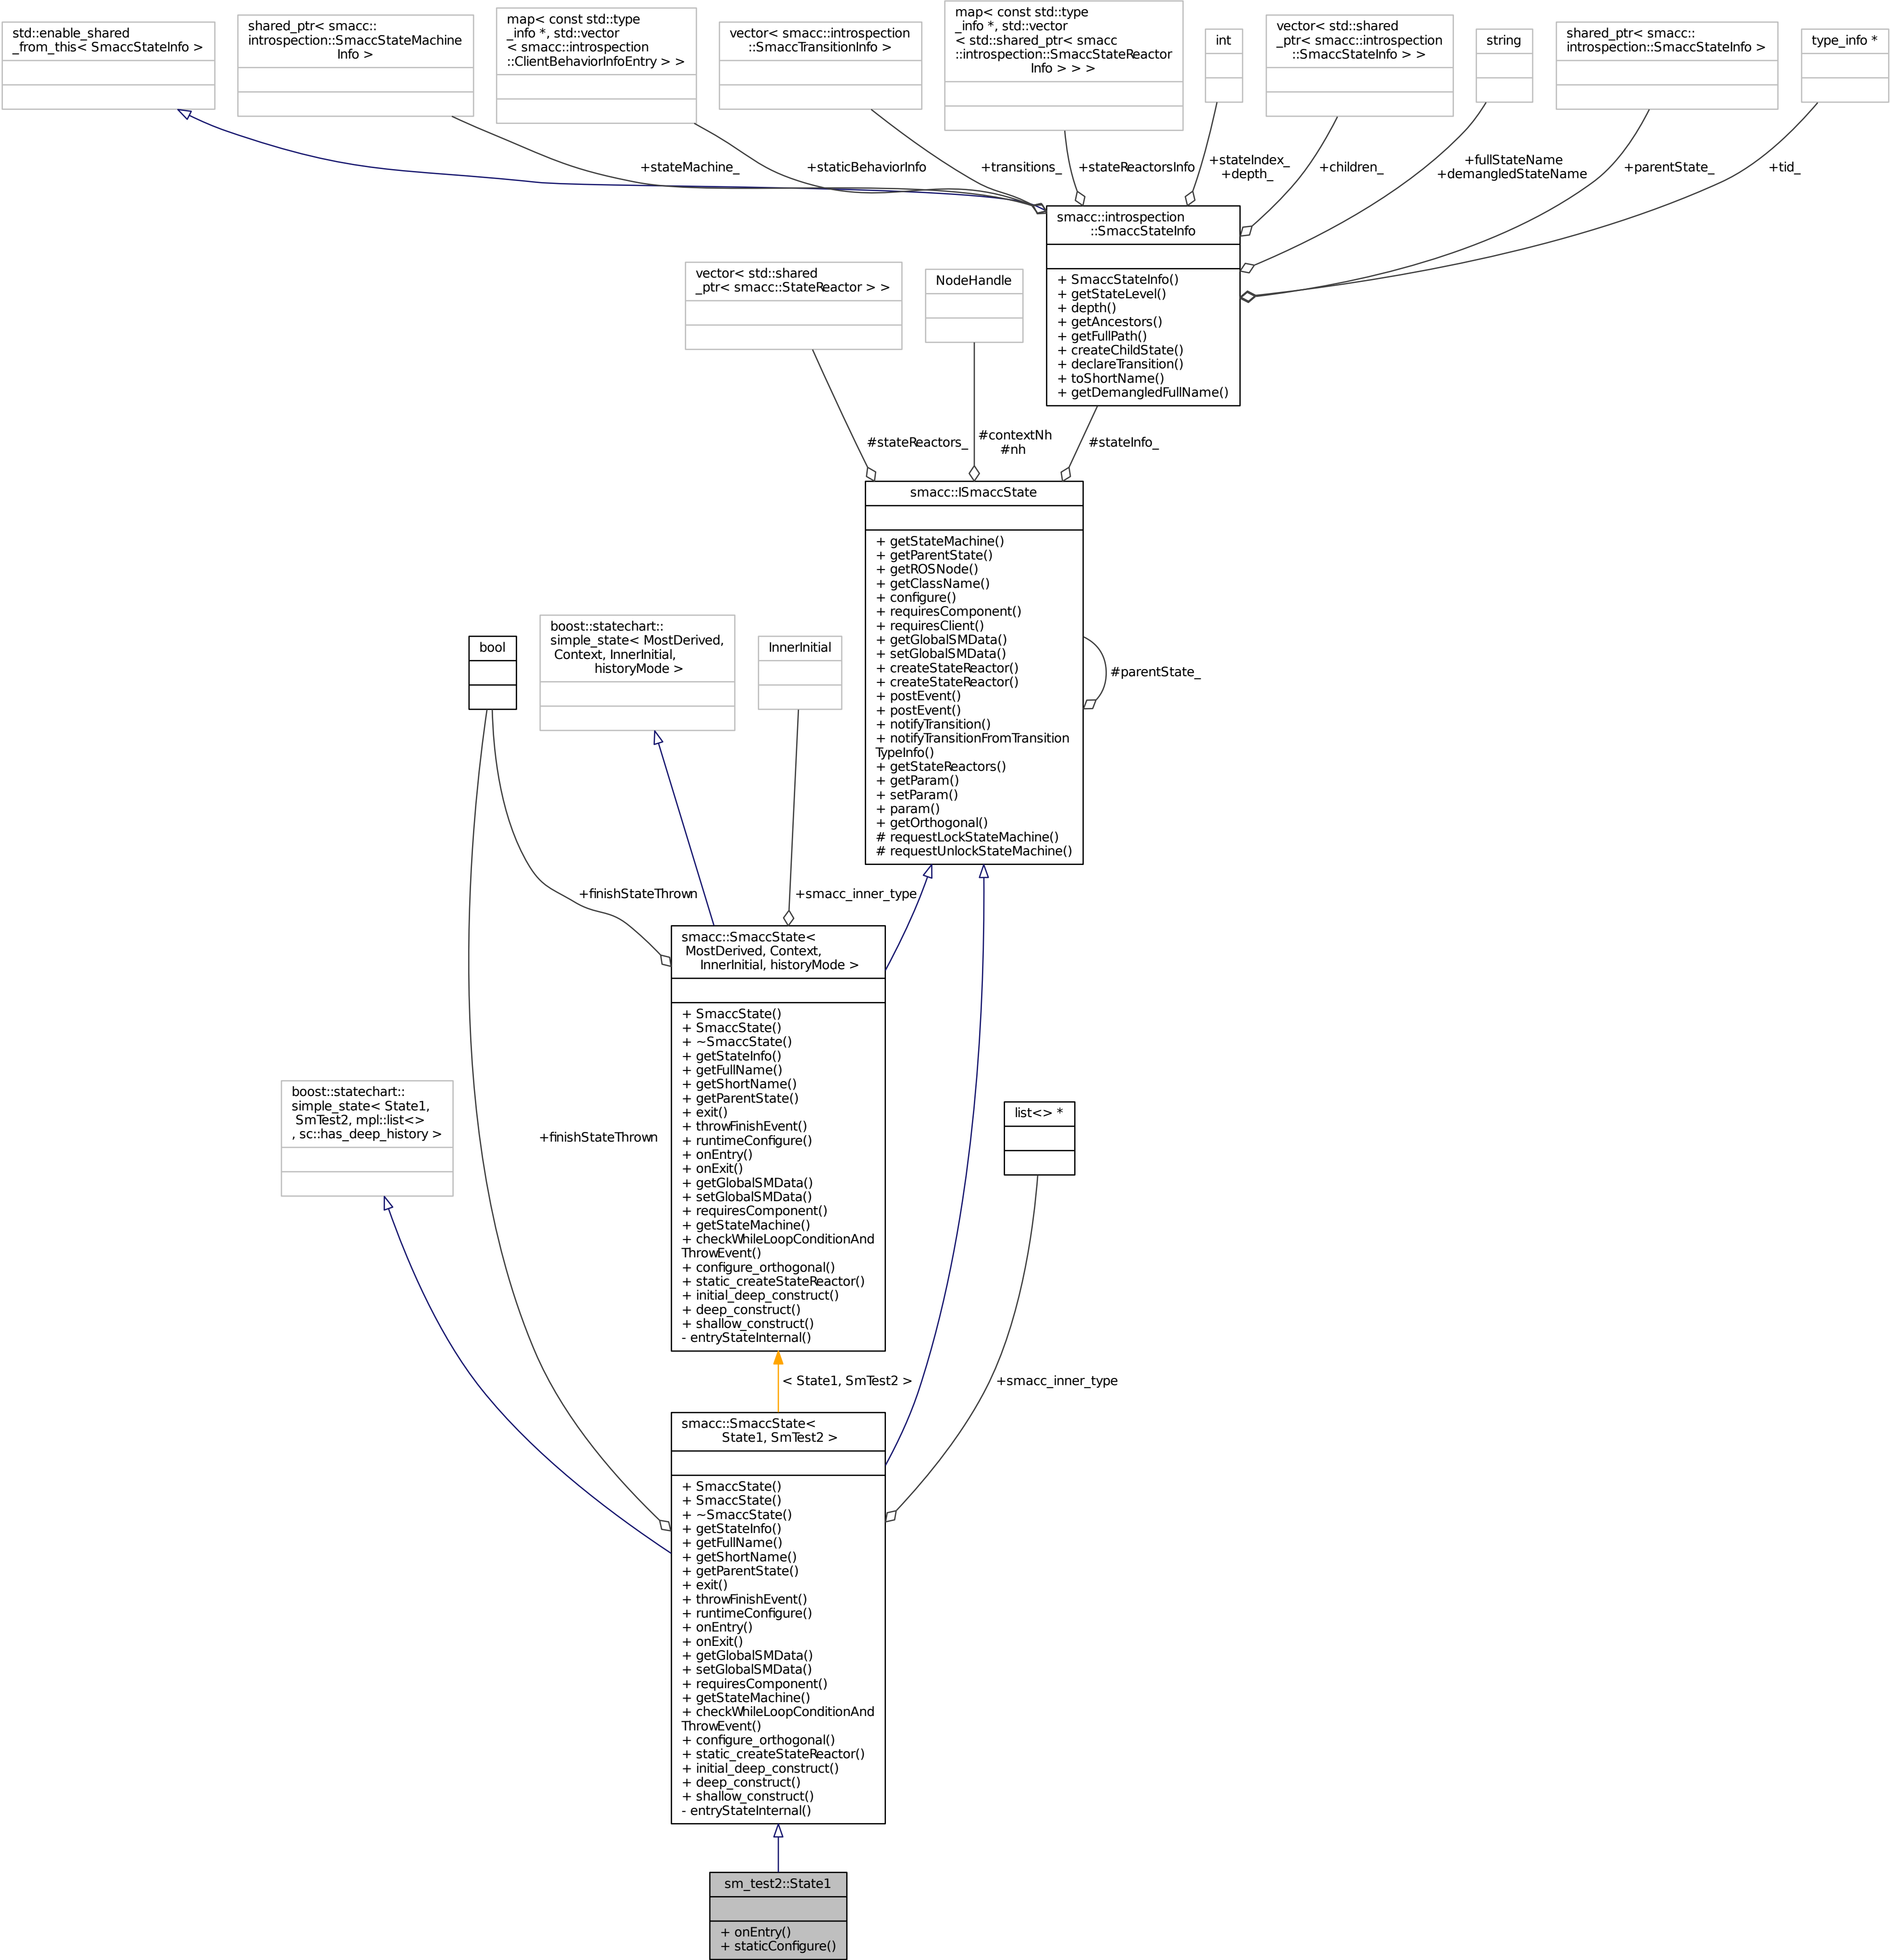 std::enable_shared
_from_this< SmaccStateInfo >
shared_ptr< smacc::
introspection::SmaccStateMachine
Info >
map< const std::type
_info *, std::vector
< smacc::introspection
::ClientBehaviorInfoEntry > >
vector< smacc::introspection
::SmaccTransitionInfo >
map< const std::type
_info *, std::vector
< std::shared_ptr< smacc
::introspection::SmaccStateReactor
Info > > >
int
vector< std::shared
_ptr< smacc::introspection
::SmaccStateInfo > >
string
shared_ptr< smacc::
introspection::SmaccStateInfo >
type_info *
+stateMachine_
+staticBehaviorInfo
+transitions_
+stateReactorsInfo
+stateIndex_
+depth_
+children_
+fullStateName
+demangledStateName
+parentState_
+tid_
smacc::introspection
::SmaccStateInfo
+ SmaccStateInfo()
+ getStateLevel()
+ depth()
+ getAncestors()
+ getFullPath()
+ createChildState()
+ declareTransition()
+ toShortName()
+ getDemangledFullName()
vector< std::shared
_ptr< smacc::StateReactor > >
NodeHandle
#stateReactors_
#contextNh
#nh
#stateInfo_
smacc::ISmaccState
+ getStateMachine()
+ getParentState()
+ getROSNode()
+ getClassName()
+ configure()
+ requiresComponent()
+ requiresClient()
+ getGlobalSMData()
+ setGlobalSMData()
+ createStateReactor()
+ createStateReactor()
+ postEvent()
+ postEvent()
+ notifyTransition()
+ notifyTransitionFromTransition
TypeInfo()
+ getStateReactors()
+ getParam()
+ setParam()
+ param()
+ getOrthogonal()
# requestLockStateMachine()
# requestUnlockStateMachine()
#parentState_
bool
boost::statechart::
simple_state< MostDerived,
Context, InnerInitial,
historyMode >
InnerInitial
+finishStateThrown
+smacc_inner_type
smacc::SmaccState<
MostDerived, Context,
InnerInitial, historyMode >
+ SmaccState()
+ SmaccState()
+ ~SmaccState()
+ getStateInfo()
+ getFullName()
+ getShortName()
+ getParentState()
+ exit()
+ throwFinishEvent()
+ runtimeConfigure()
+ onEntry()
+ onExit()
+ getGlobalSMData()
+ setGlobalSMData()
+ requiresComponent()
+ getStateMachine()
+ checkWhileLoopConditionAnd
ThrowEvent()
+ configure_orthogonal()
+ static_createStateReactor()
+ initial_deep_construct()
+ deep_construct()
+ shallow_construct()
- entryStateInternal()
boost::statechart::
simple_state< State1,
SmTest2, mpl::list<>
, sc::has_deep_history >
+finishStateThrown
list<> *
< State1, SmTest2 >
+smacc_inner_type
smacc::SmaccState<
State1, SmTest2 >
+ SmaccState()
+ SmaccState()
+ ~SmaccState()
+ getStateInfo()
+ getFullName()
+ getShortName()
+ getParentState()
+ exit()
+ throwFinishEvent()
+ runtimeConfigure()
+ onEntry()
+ onExit()
+ getGlobalSMData()
+ setGlobalSMData()
+ requiresComponent()
+ getStateMachine()
+ checkWhileLoopConditionAnd
ThrowEvent()
+ configure_orthogonal()
+ static_createStateReactor()
+ initial_deep_construct()
+ deep_construct()
+ shallow_construct()
- entryStateInternal()
sm_test2::State1
+ onEntry()
+ staticConfigure()